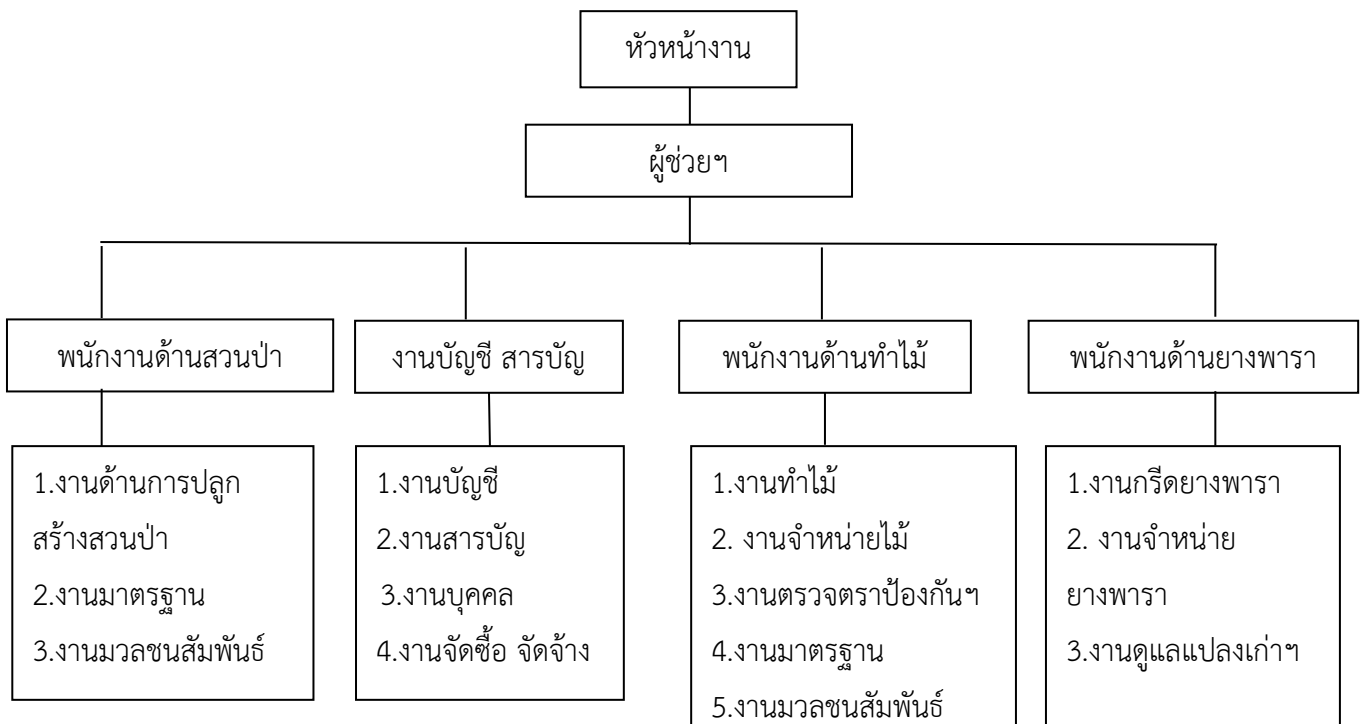 หัวหน้างาน
ผู้ช่วยฯ
พนักงานด้านสวนป่า
งานบัญชี สารบัญ
พนักงานด้านทำไม้
พนักงานด้านยางพารา
1.งานด้านการปลูก
สร้างสวนป่า
2.งานมาตรฐาน
3.งานมวลชนสัมพันธ์
1.งานบัญชี
2.งานสารบัญ
3.งานบุคคล
4.งานจัดซื้อ จัดจ้าง
1.งานทำไม้
2. งานจำหน่ายไม้
3.งานตรวจตราป้องกันฯ
4.งานมาตรฐาน
5.งานมวลชนสัมพันธ์
1.งานกรีดยางพารา
2. งานจำหน่าย
ยางพารา
3.งานดูแลแปลงเก่าฯ